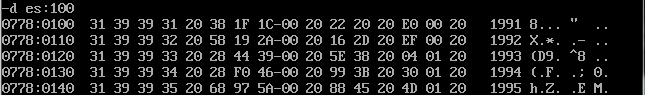 -d es:100
0778:0100 31 39 39 31 20 38 1F 1C-00 20 22 20 20 E0 00 20 1991 8... " ..
0778:0110 31 39 39 32 20 58 19 2A-00 20 16 2D 20 EF 00 20 1992 X.*. .- ..
0778:0120 31 39 39 33 20 28 44 39-00 20 5E 38 20 04 01 20 1993 (D9. ^8 ..
0778:0130 31 39 39 34 20 28 F0 46-00 20 99 3B 20 30 01 20 1994 (.F. .; 0.
0778:0140 31 39 39 35 20 68 97 5A-00 20 88 45 20 4D 01 20 1995 h.Z. .E M.